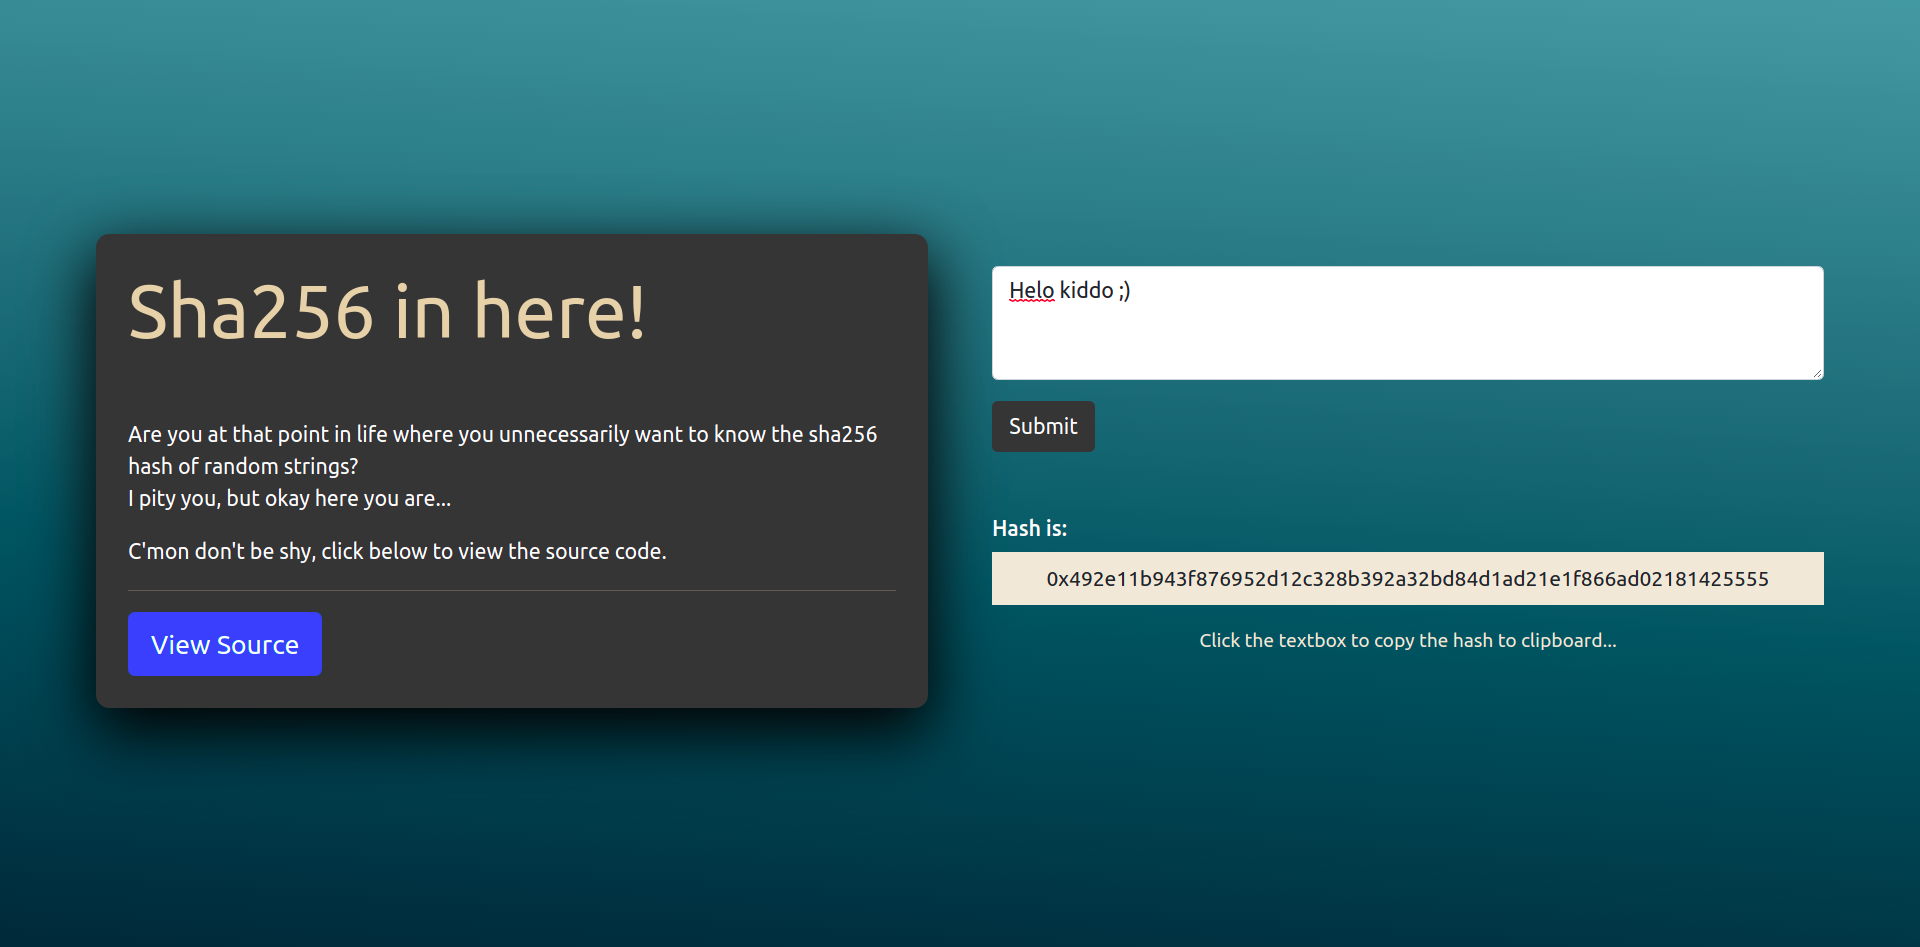 Sha256 in here!
Are you at that point in life where you unnecessarily want to know the sha256
hash of random strings?
I pity you, but okay here you are...
C'mon don't be shy, click below to view the source code.
View Source
Helo kiddo ;)
Submit
Hash is:
0x492e11b943f876952d12c328b392a32bd84d1ad21e1f866ad02181425555
Click the textbox to copy the hash to clipboard...